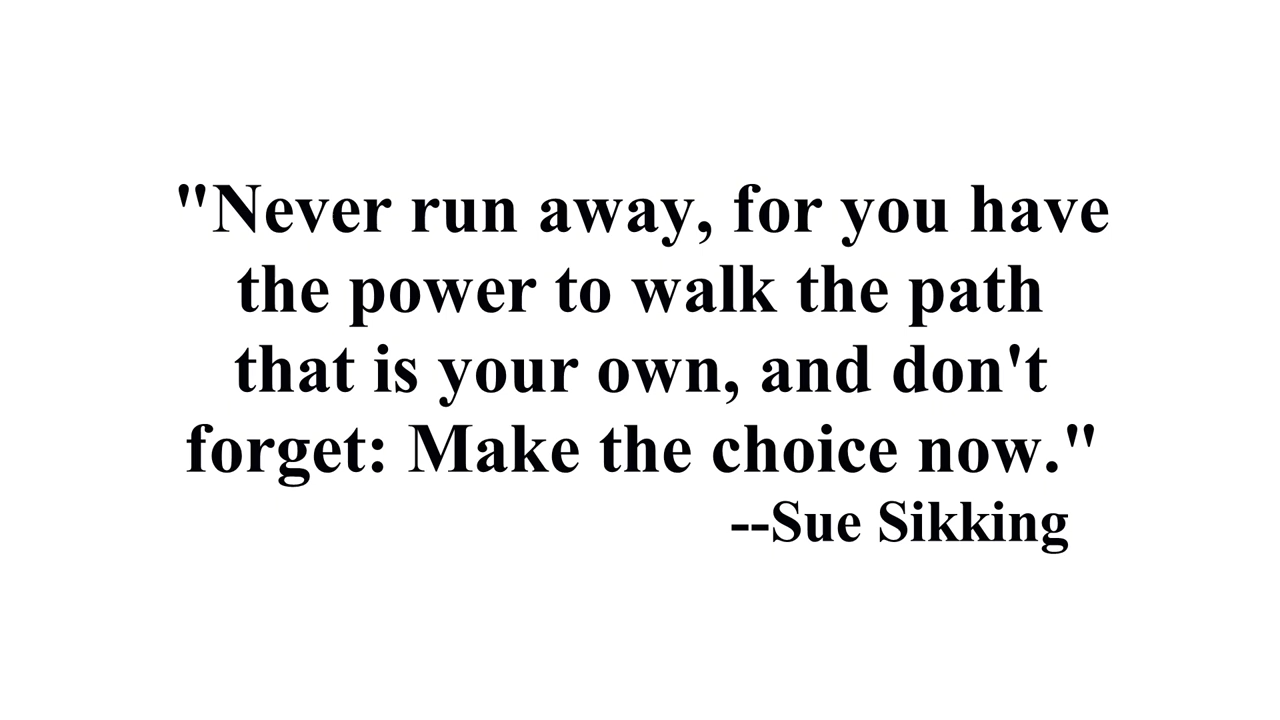 "Never run away, for you have
the power to walk the path
that is your own, and don't
forget: Make the choice now."
--Sue Sikking